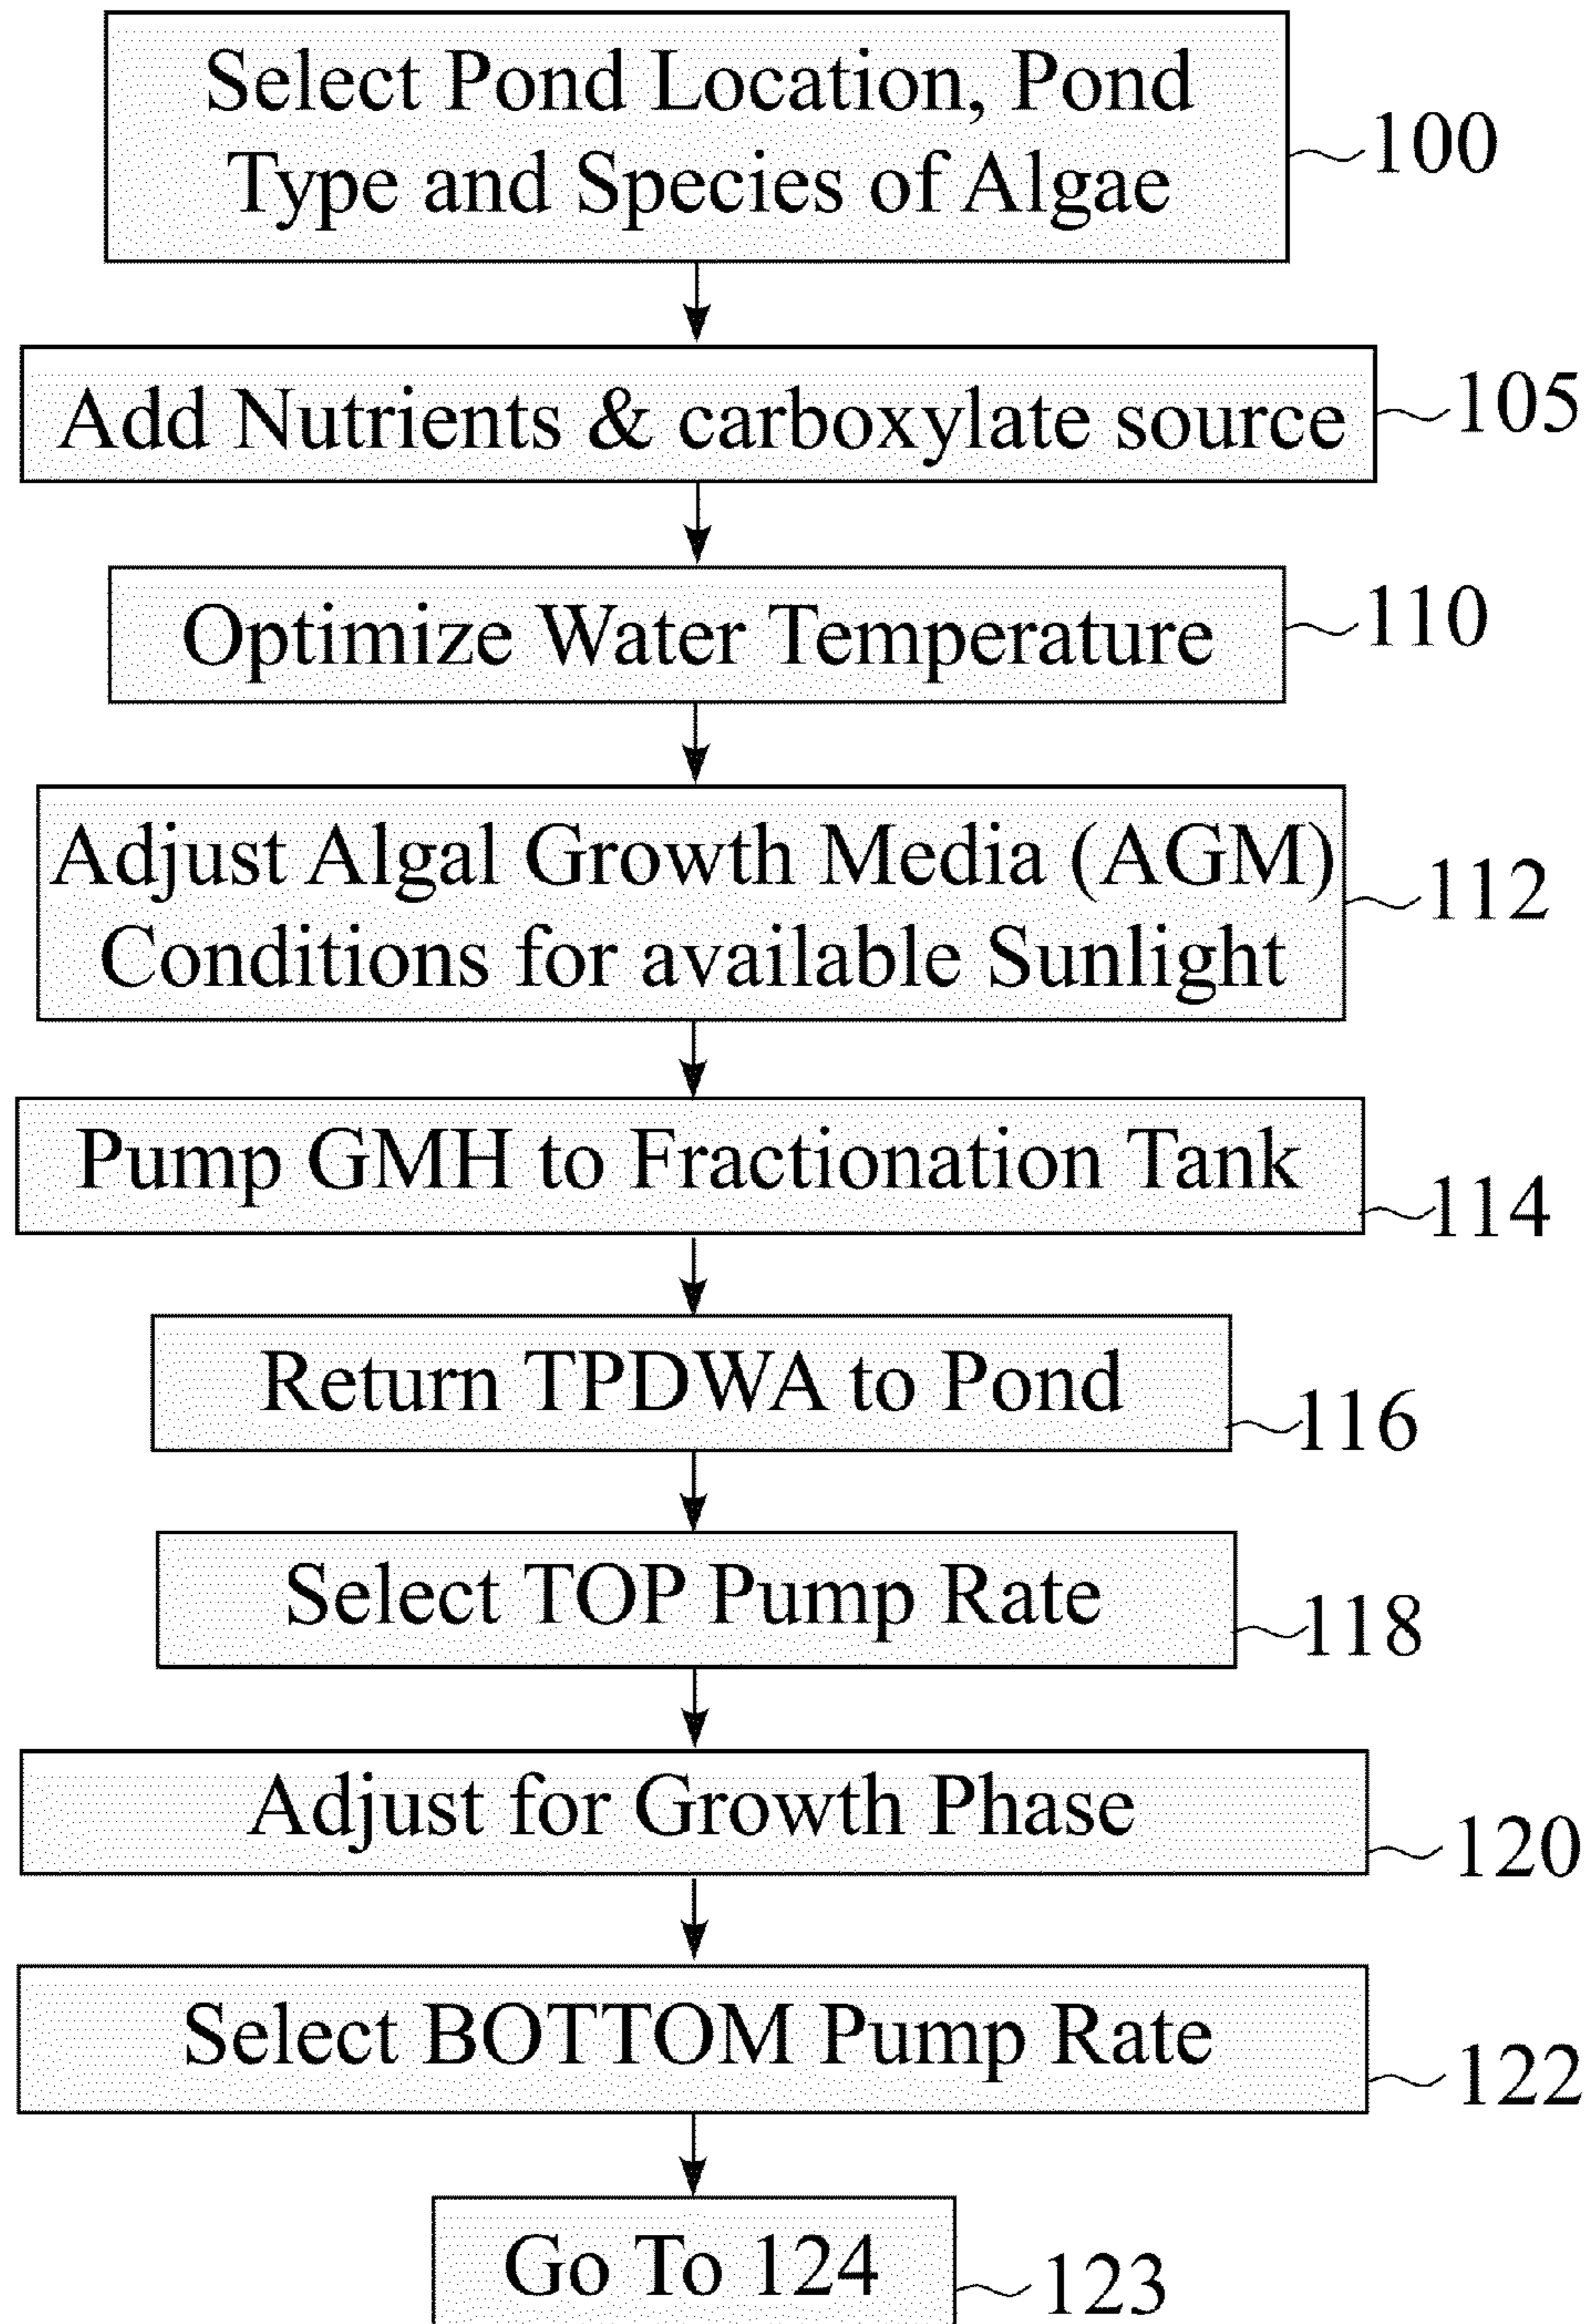 Select Pond Location, Pond
Type and Species of Algae
100
Add Nutrients & carboxylate source
105
Optimize Water Temperature
110
Adjust Algal Growth Media (AGM)
Conditions for available Sunlight
112
Pump GMH to Fractionation Tank
114
Return TPDWA to Pond
116
Select TOP Pump Rate
118
Adjust for Growth Phase
120
Select BOTTOM Pump Rate
122
Go To 124
123